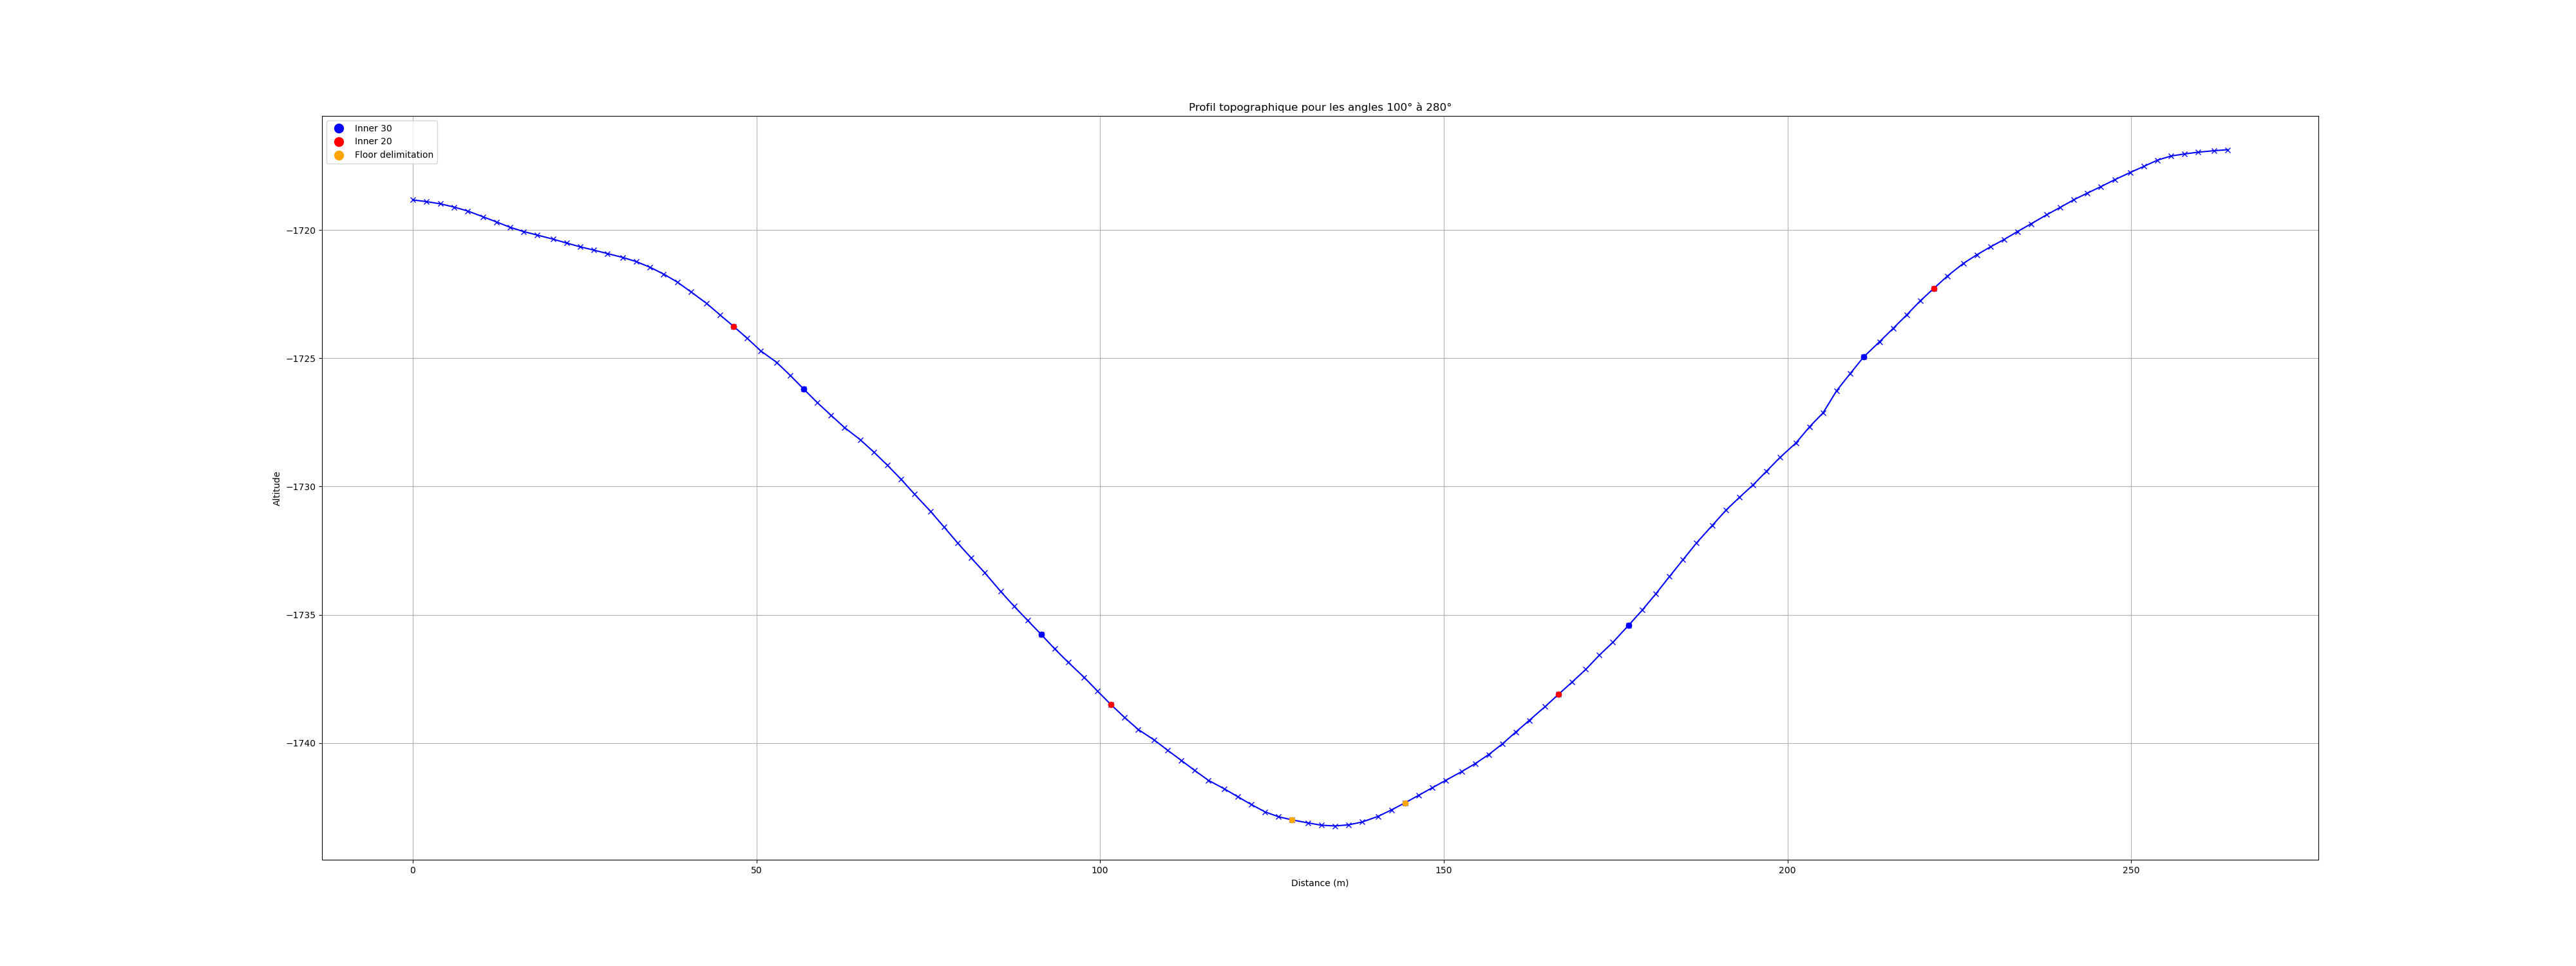 Profil topographique pour les angles 100° à 280°
Inner 30
Inner 20
Floor delimitation
Altitude
−1720
−1725
−1730
−1735
−1740
0
50
100
150
200
250
Distance (m)